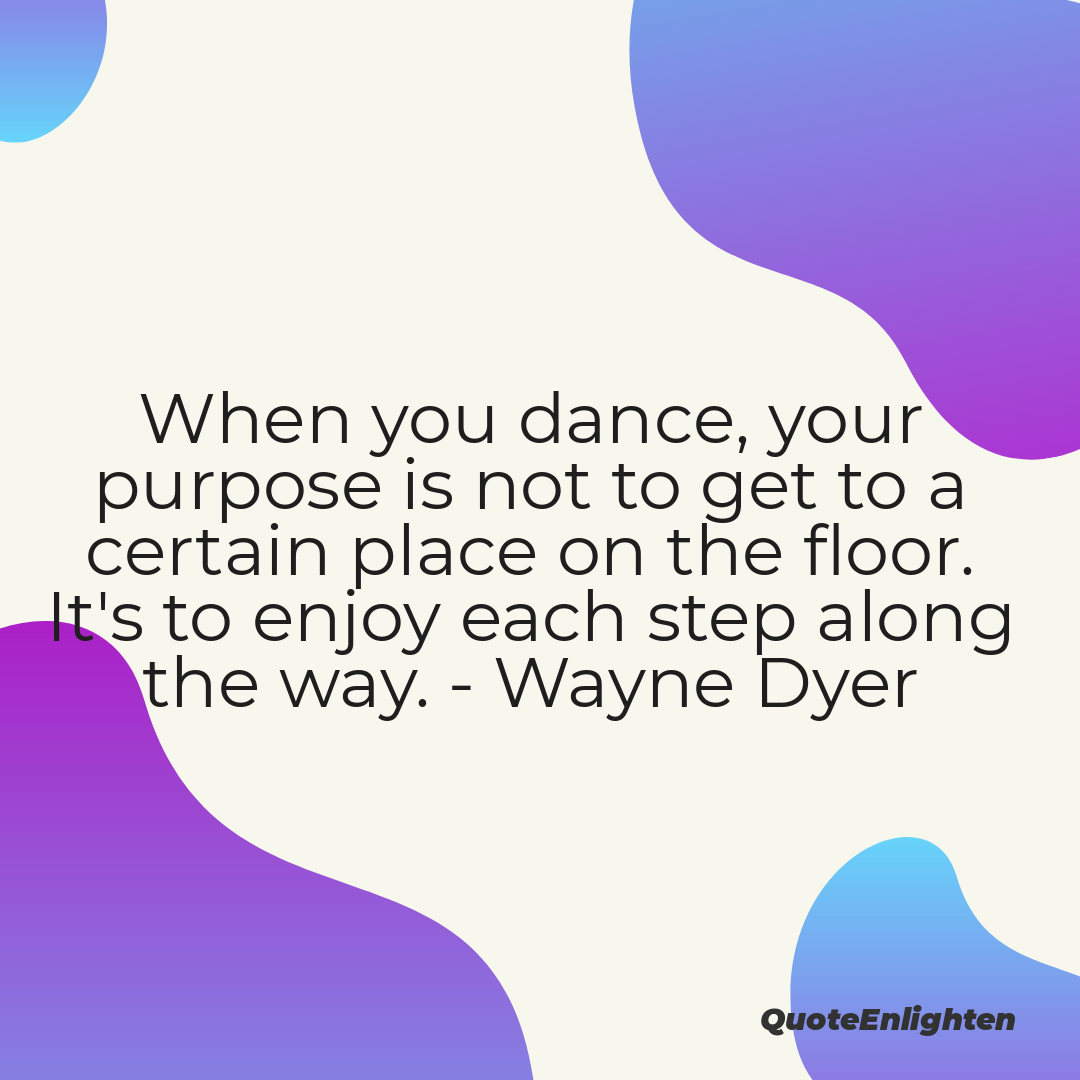 When you dance, your
purpose is not to get to a
certain place on the floor.
It's to enjoy each step along
the way. - Wayne Dyer
QuoteEnlighten